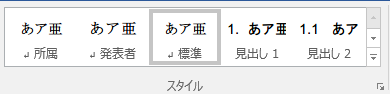 あア亜 あア亜 あア亜 1. あア亜 1.1 あア
↲ 所属 ↲ 発表者 ↲ 標準 見出し 1 見出し 2
スタイル